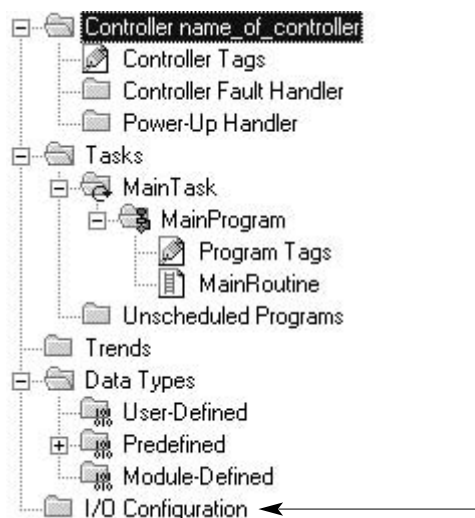 Controller name_of_controller
Controller Tags
Controller Fault Handler
Power-Up Handler
Tasks
MainTask
MainProgram
Program Tags
MainRoutine
Unscheduled Programs
Trends
Data Types
User-Defined
Predefined
Module-Defined
I/O Configuration